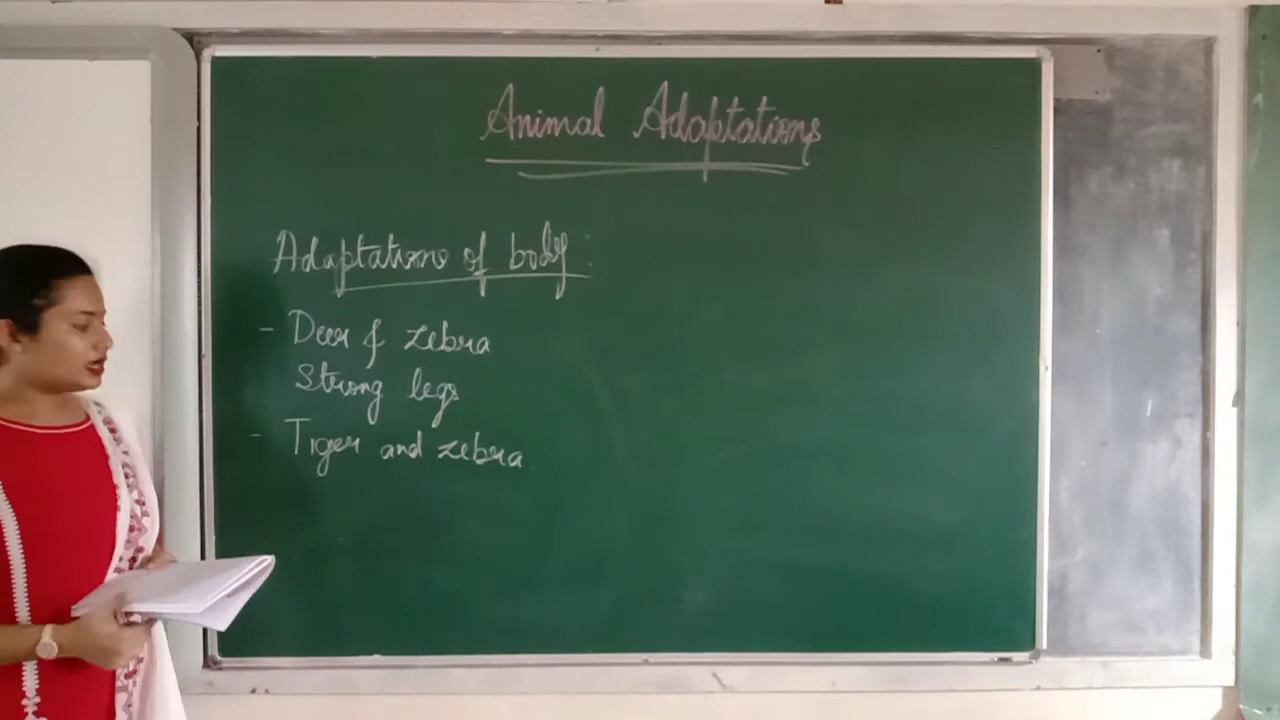 Animal Adaptations
Adaptations of body :
- Deer & zebra
Strong legs
- Tiger and zebra